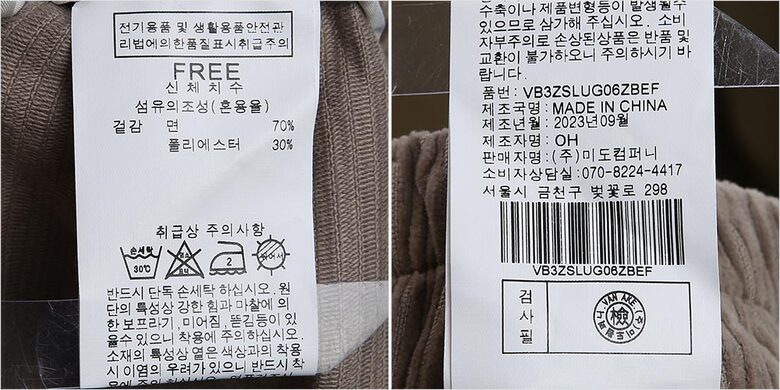 전기용품 및 생활용품안전관
리법에의한품질표시취급주의
FREE
신 체 치 수
섬유의조성(혼용율)
겉감 면 70%
폴리에스터 30%
취급상 주의사항
손세탁
30℃
2
반드시 단독 손세탁 하십시오. 원
단의 특성상 강한 힘과 마찰에 의
한 보프라기, 미어짐, 뜯김등이 있
을수 있으니 착용에 주의하십시오.
소재의 특성상 옅은 색상과의 착용
시 이염의 우려가 있으니 반드시
수축이나 제품변형등이 발생될수
있으므로 삼가해 주십시오. 소비
자부주의로 손상된상품은 반품 및
교환이 불가하오니 주의하시기 바
랍니다.
품번: VB3ZSLUG06ZBEF
제조국명: MADE IN CHINA
제조년월: 2023년09월
제조자명: OH
판매자명: (주)미도컴퍼니
소비자상담실: 070-8224-4417
서울시 금천구 벚꽃로 298
VB3ZSLUG06ZBEF
검
사
필
VAN AKE
檢
(주)미도컴퍼니